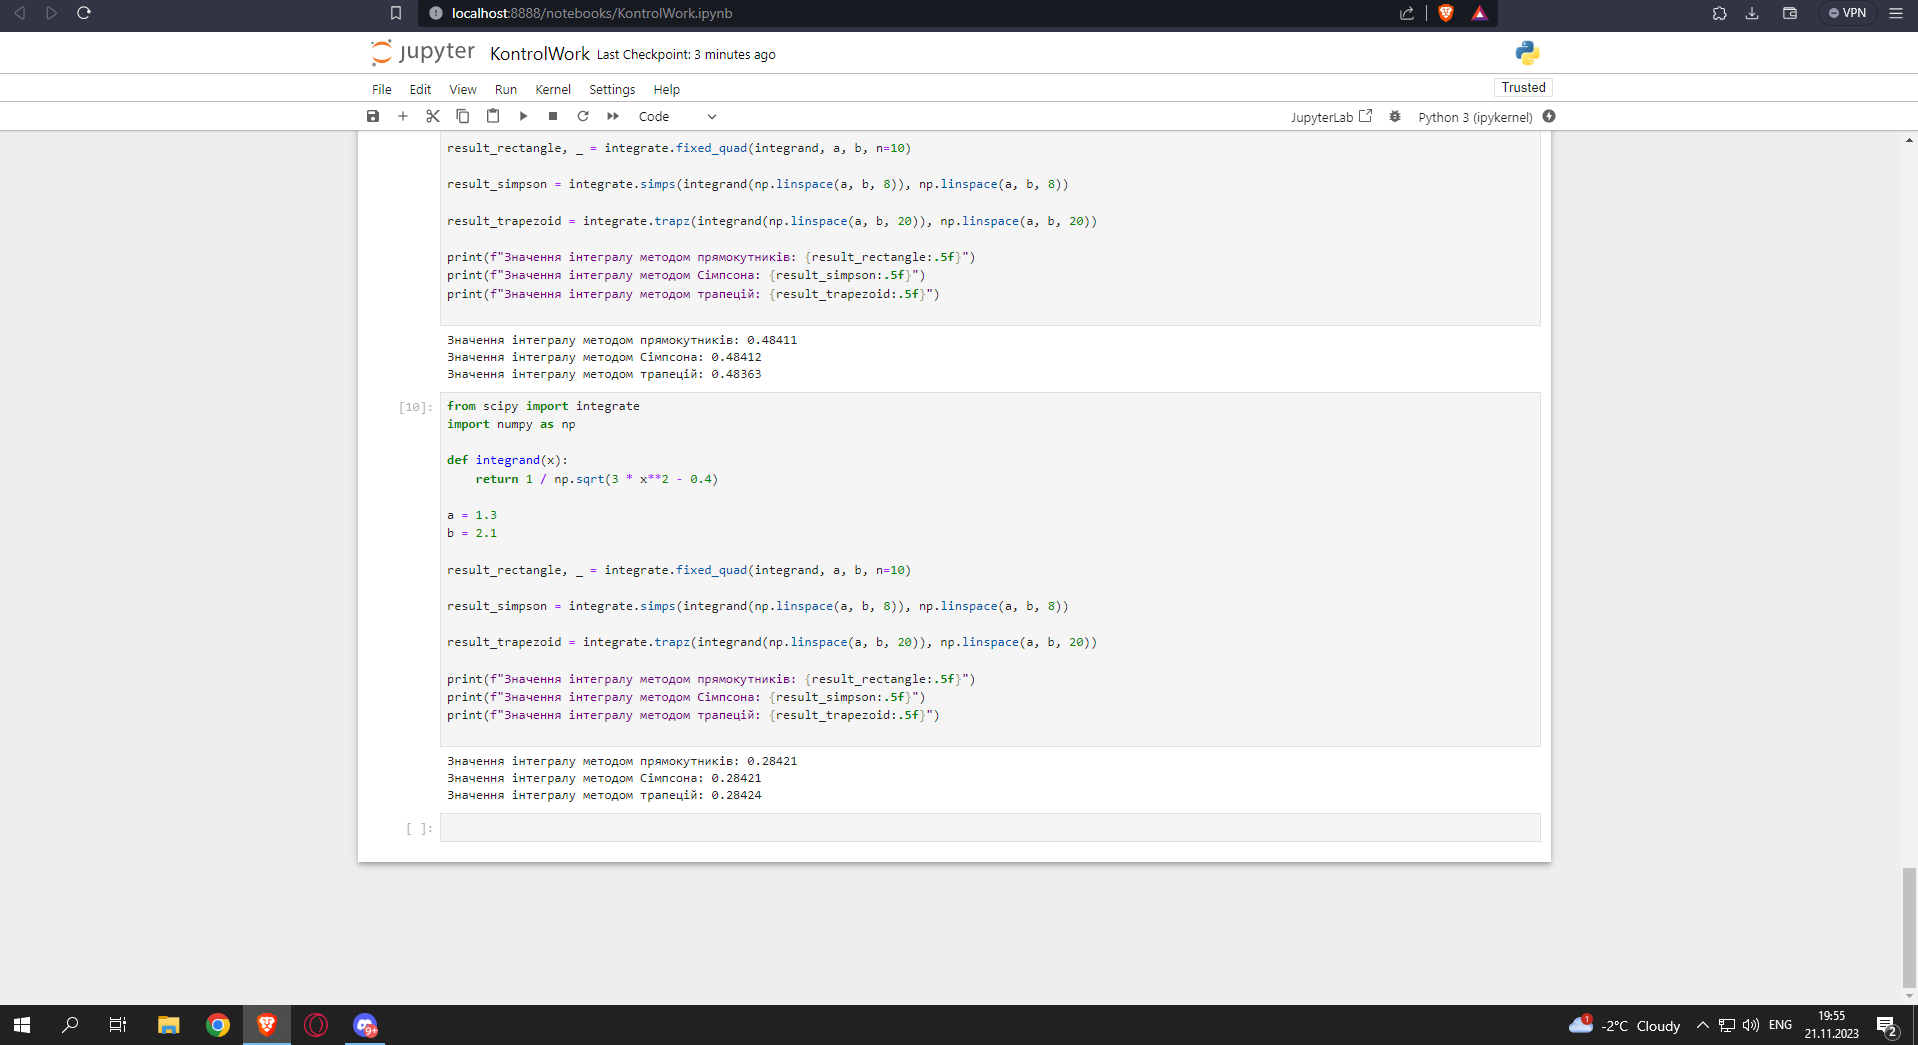 localhost:8888/notebooks/KontrolWork.ipynb
VPN
jupyter KontrolWork Last Checkpoint: 3 minutes ago
File Edit View Run Kernel Settings Help
Trusted
Code
JupyterLab
Python 3 (ipykernel)
result_rectangle, _ = integrate.fixed_quad(integrand, a, b, n=10)
result_simpson = integrate.simps(integrand(np.linspace(a, b, 8)), np.linspace(a, b, 8))
result_trapezoid = integrate.trapz(integrand(np.linspace(a, b, 20)), np.linspace(a, b, 20))
print(f"Значення інтегралу методом прямокутників: {result_rectangle:.5f}")
print(f"Значення інтегралу методом Сімпсона: {result_simpson:.5f}")
print(f"Значення інтегралу методом трапецій: {result_trapezoid:.5f}")
Значення інтегралу методом прямокутників: 0.48411
Значення інтегралу методом Сімпсона: 0.48412
Значення інтегралу методом трапецій: 0.48363
[10]:
from scipy import integrate
import numpy as np
def integrand(x):
    return 1 / np.sqrt(3 * x**2 - 0.4)
a = 1.3
b = 2.1
result_rectangle, _ = integrate.fixed_quad(integrand, a, b, n=10)
result_simpson = integrate.simps(integrand(np.linspace(a, b, 8)), np.linspace(a, b, 8))
result_trapezoid = integrate.trapz(integrand(np.linspace(a, b, 20)), np.linspace(a, b, 20))
print(f"Значення інтегралу методом прямокутників: {result_rectangle:.5f}")
print(f"Значення інтегралу методом Сімпсона: {result_simpson:.5f}")
print(f"Значення інтегралу методом трапецій: {result_trapezoid:.5f}")
Значення інтегралу методом прямокутників: 0.28421
Значення інтегралу методом Сімпсона: 0.28421
Значення інтегралу методом трапецій: 0.28424
[ ]:
9+
1
-2°C Cloudy
ENG
19:55
21.11.2023
2